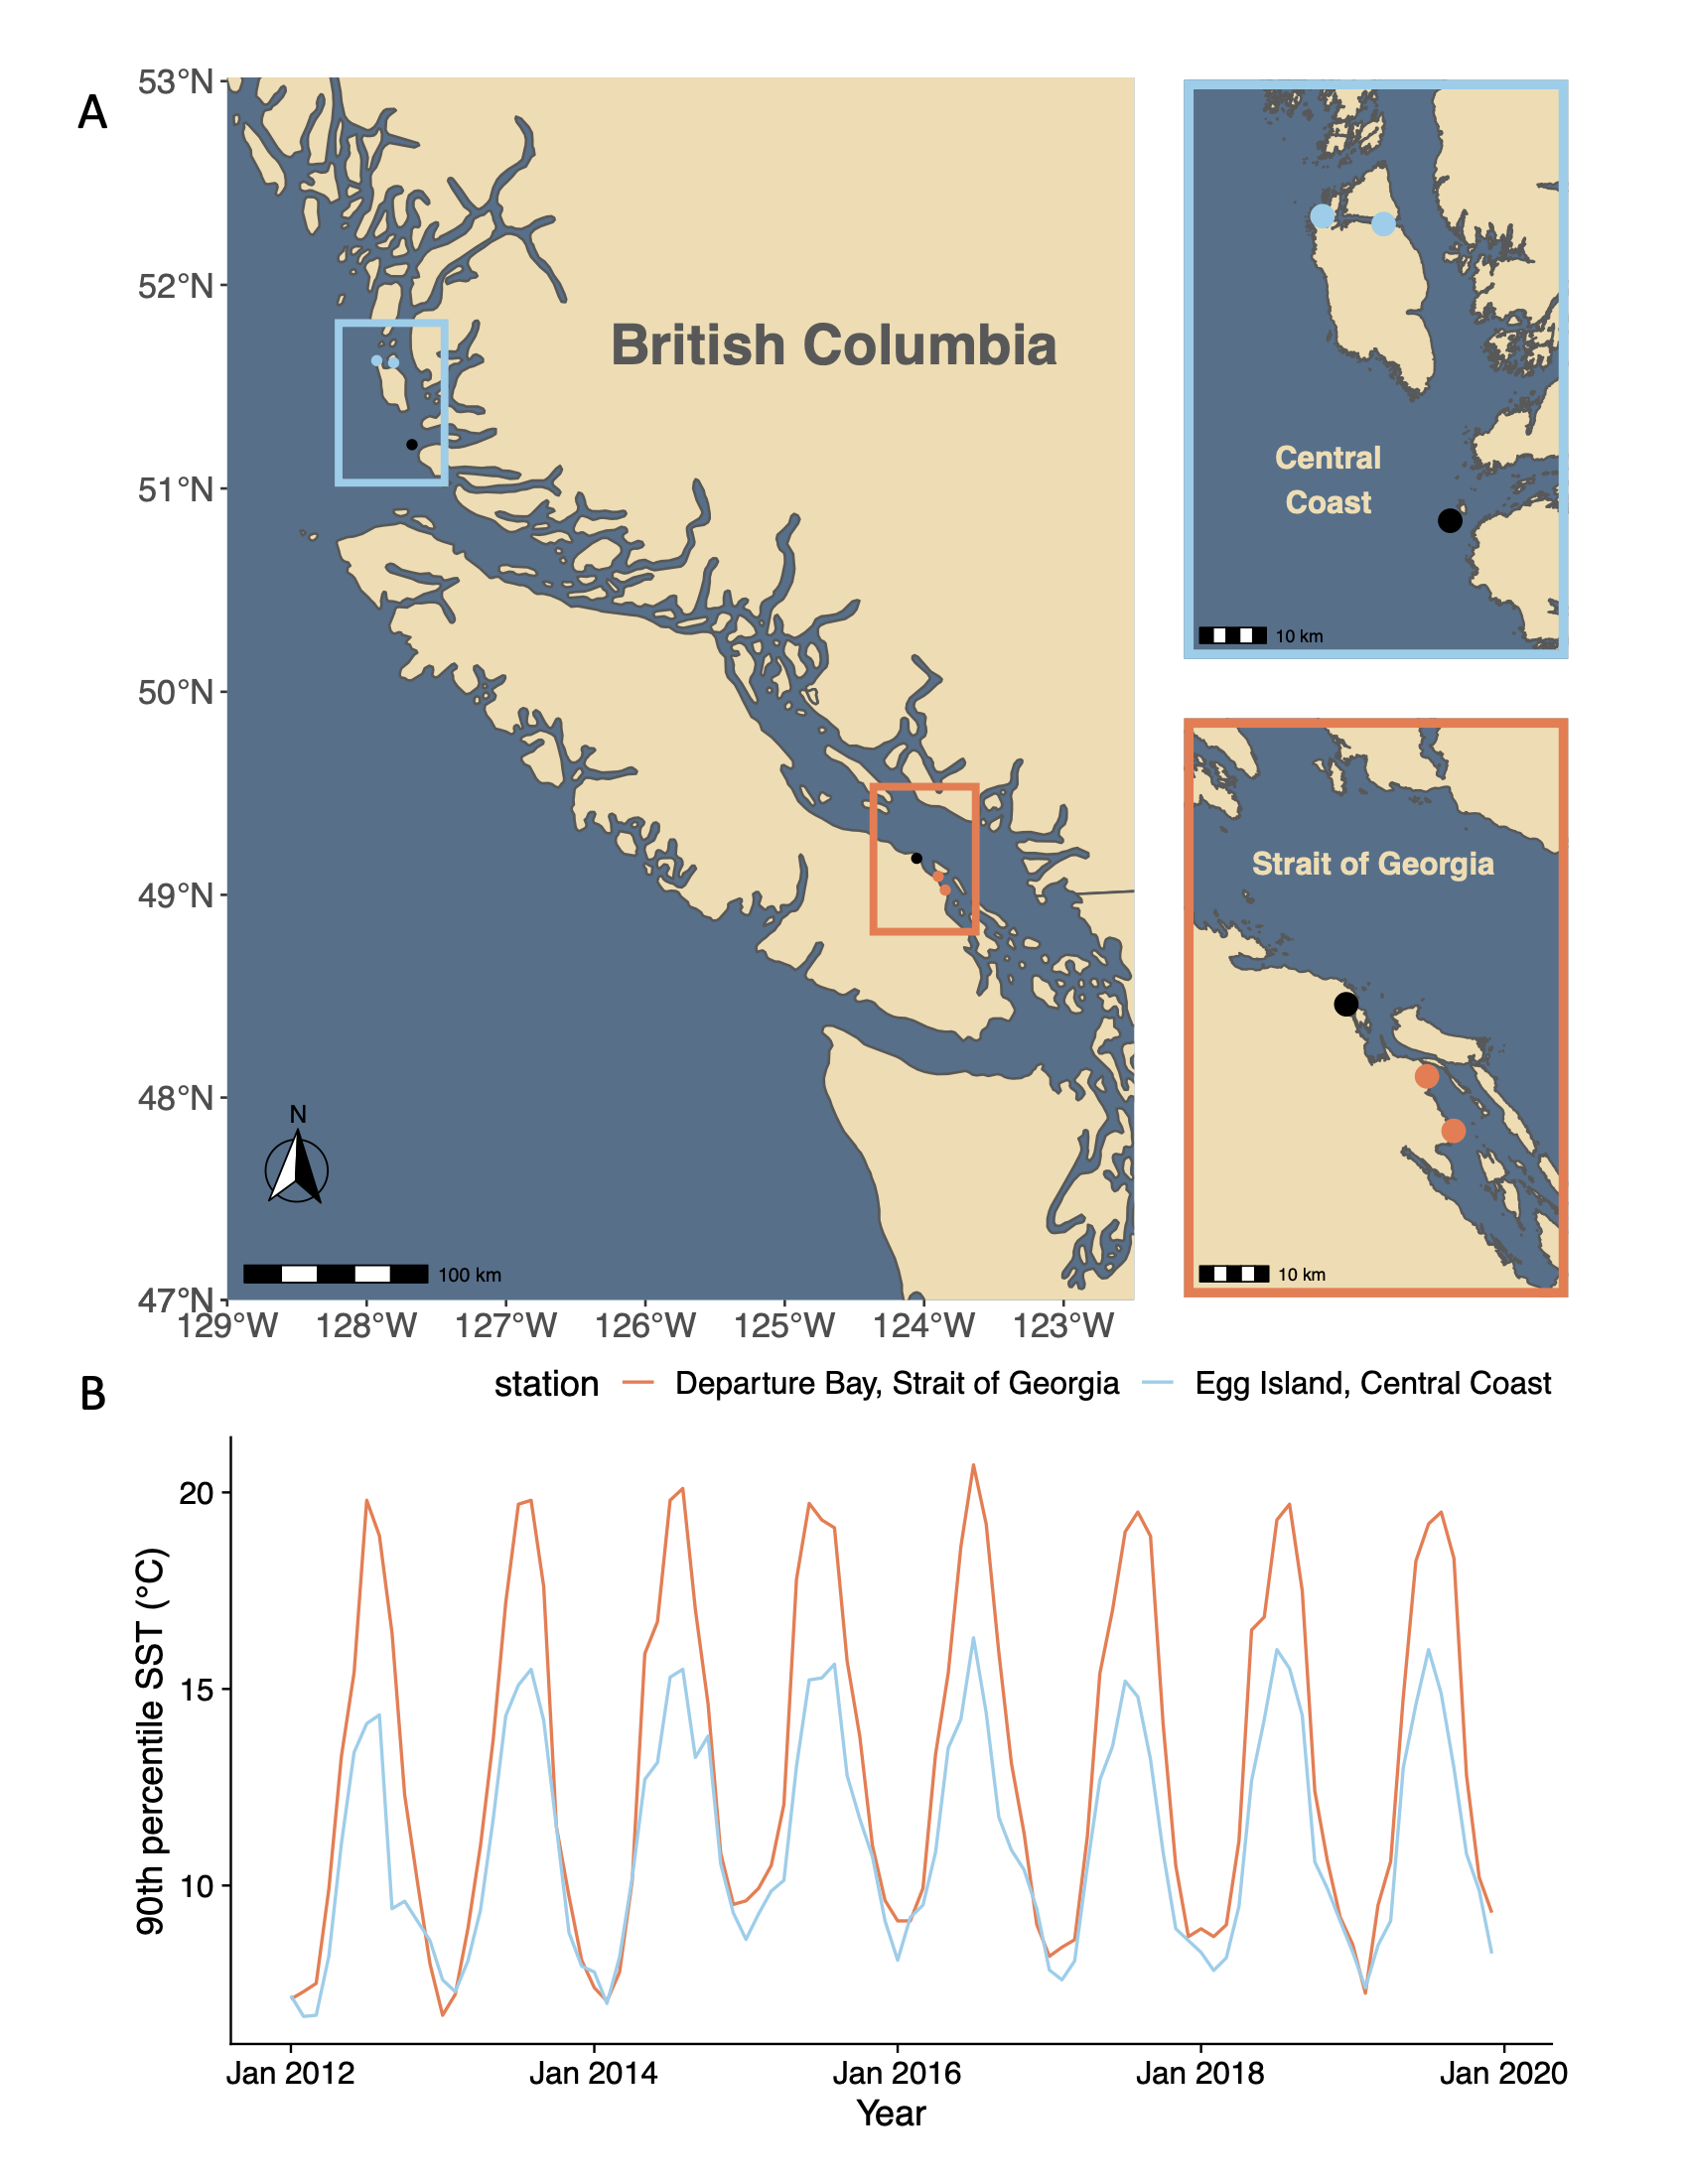 A
53°N
52°N
51°N
50°N
49°N
48°N
47°N
129°W 128°W 127°W 126°W 125°W 124°W 123°W
British Columbia
N
100 km
Central
Coast
10 km
Strait of Georgia
10 km
B
station Departure Bay, Strait of Georgia Egg Island, Central Coast
90th percentile SST (°C)
20
15
10
Jan 2012 Jan 2014 Jan 2016 Jan 2018 Jan 2020
Year